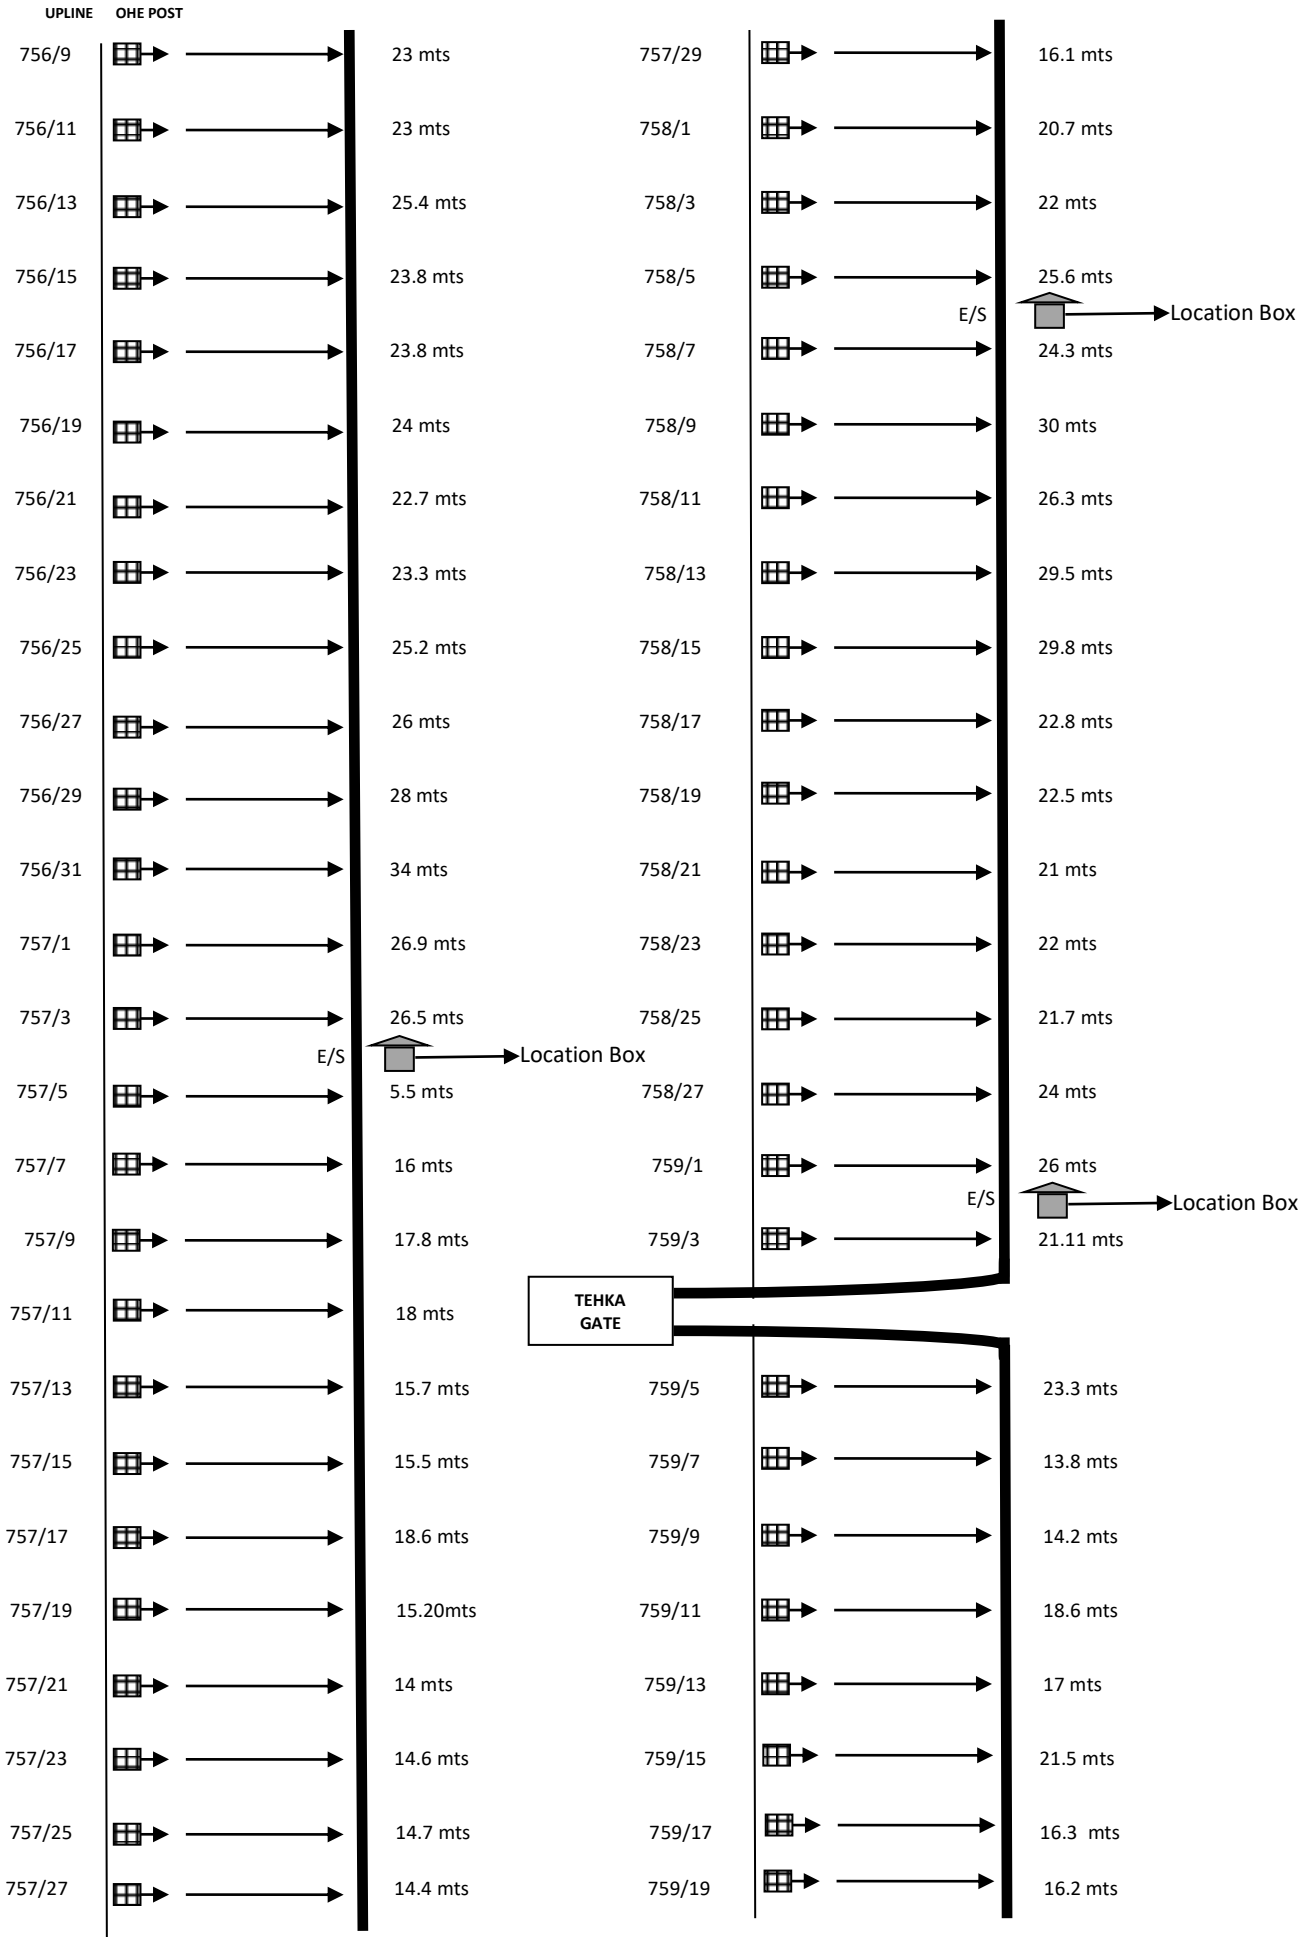 UPLINE OHE POST
756/9 23 mts
756/11 23 mts
756/13 25.4 mts
756/15 23.8 mts
756/17 23.8 mts
756/19 24 mts
756/21 22.7 mts
756/23 23.3 mts
756/25 25.2 mts
756/27 26 mts
756/29 28 mts
756/31 34 mts
757/1 26.9 mts
757/3 26.5 mts
E/S Location Box
757/5 5.5 mts
757/7 16 mts
757/9 17.8 mts
757/11 18 mts
757/13 15.7 mts
757/15 15.5 mts
757/17 18.6 mts
757/19 15.20mts
757/21 14 mts
757/23 14.6 mts
757/25 14.7 mts
757/27 14.4 mts
757/29 16.1 mts
758/1 20.7 mts
758/3 22 mts
758/5 25.6 mts
E/S Location Box
758/7 24.3 mts
758/9 30 mts
758/11 26.3 mts
758/13 29.5 mts
758/15 29.8 mts
758/17 22.8 mts
758/19 22.5 mts
758/21 21 mts
758/23 22 mts
758/25 21.7 mts
758/27 24 mts
759/1 26 mts
E/S Location Box
759/3 21.11 mts
TEHKA
GATE
759/5 23.3 mts
759/7 13.8 mts
759/9 14.2 mts
759/11 18.6 mts
759/13 17 mts
759/15 21.5 mts
759/17 16.3 mts
759/19 16.2 mts